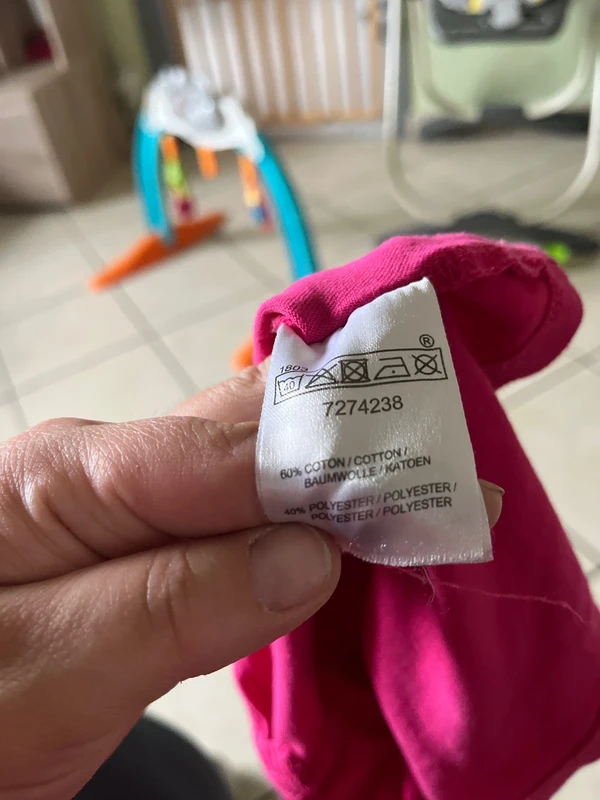 ®
1803
40
7274238
60% COTON / COTTON /
BAUMWOLLE / KATOEN
40% POLYESTER / POLYESTER /
POLYESTER / POLYESTER